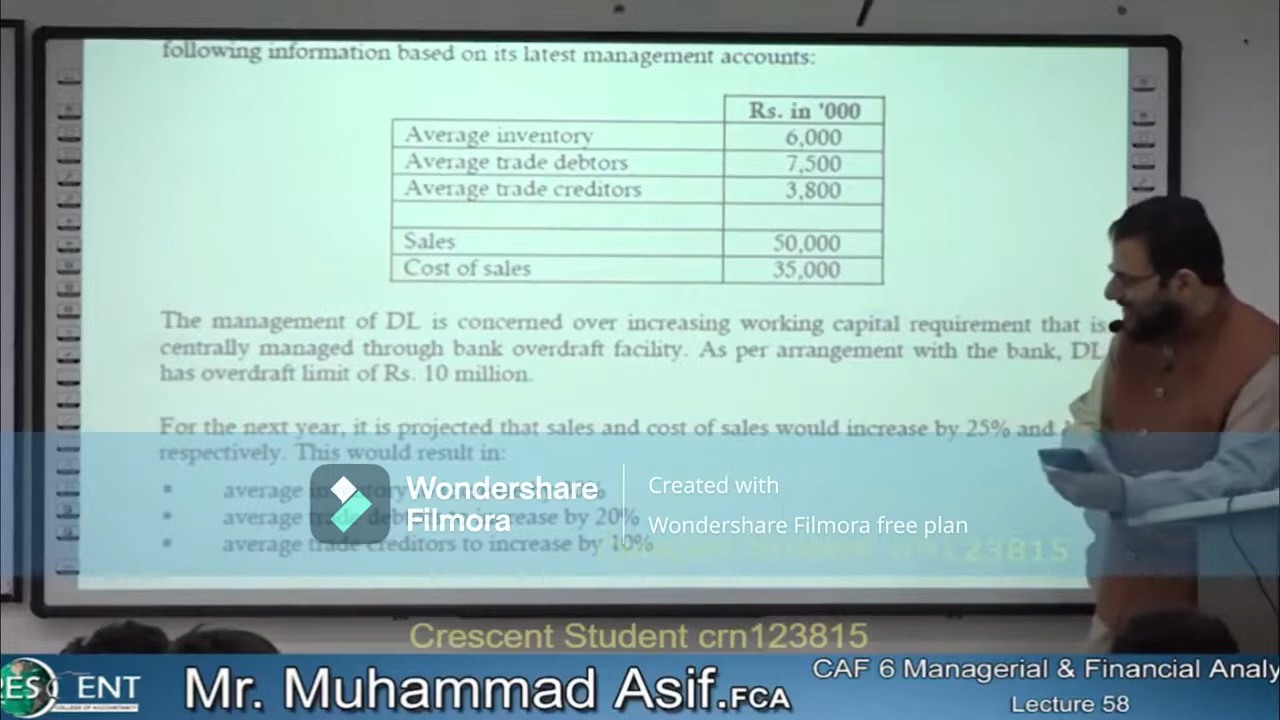 following information based on its latest management accounts:
Rs. in '000
Average inventory 6,000
Average trade debtors 7,500
Average trade creditors 3,800
Sales 50,000
Cost of sales 35,000
The management of DL is concerned over increasing working capital requirement that is
centrally managed through bank overdraft facility. As per arrangement with the bank, DL
has overdraft limit of Rs. 10 million.
For the next year, it is projected that sales and cost of sales would increase by 25% and
respectively. This would result in:
average
average increase by 20%
average trade creditors to increase by 10%
Wondershare
Filmora
Created with
Wondershare Filmora free plan
crn123815
Crescent Student crn123815
ENT
Mr. Muhammad Asif.FCA
CAF 6 Managerial & Financial Analy
Lecture 58